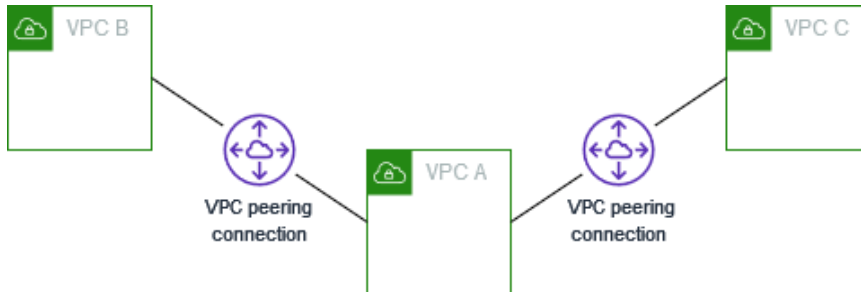 VPC B
VPC C
VPC A
VPC peering
connection
VPC peering
connection